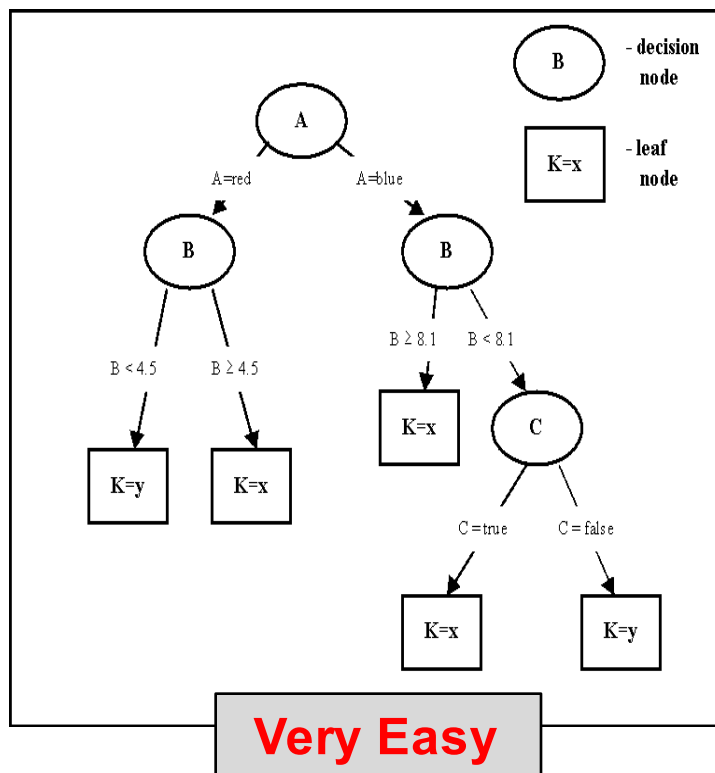 B
- decision
node
A
K=x
- leaf
node
A=red
A=blue
B
B
B < 4.5
B ≥ 4.5
B ≥ 8.1
B < 8.1
K=y
K=x
K=x
C
C = true
C = false
K=x
K=y
Very Easy